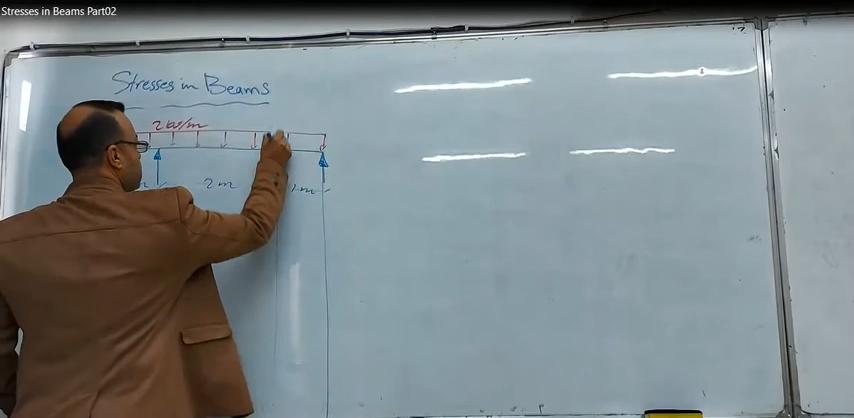 Stresses in Beams Part02
Stresses in Beams
2 kN/m
m 2 m 1 m